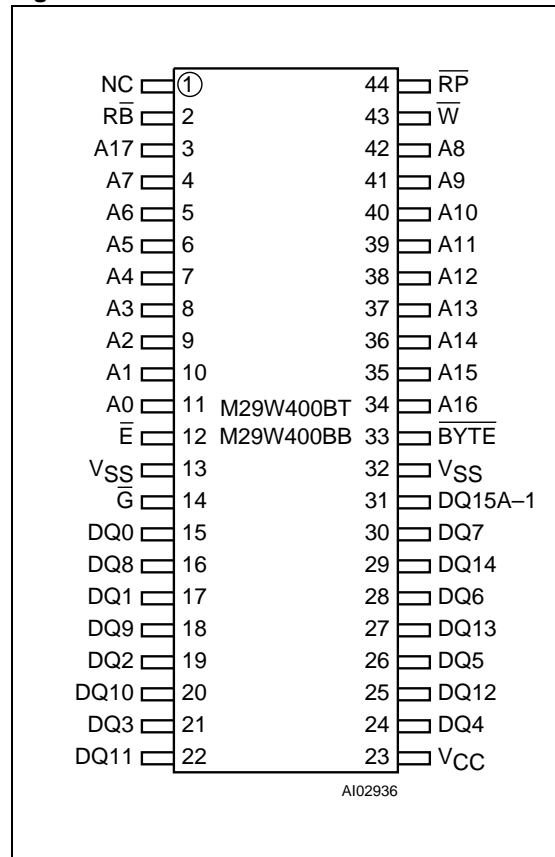 NC 1 44 R̅P̅
RB̅ 2 43 W̅
A17 3 42 A8
A7 4 41 A9
A6 5 40 A10
A5 6 39 A11
A4 7 38 A12
A3 8 37 A13
A2 9 36 A14
A1 10 35 A15
A0 11 M29W400BT 34 A16
E̅ 12 M29W400BB 33 B̅Y̅T̅E̅
VSS 13 32 VSS
G̅ 14 31 DQ15A–1
DQ0 15 30 DQ7
DQ8 16 29 DQ14
DQ1 17 28 DQ6
DQ9 18 27 DQ13
DQ2 19 26 DQ5
DQ10 20 25 DQ12
DQ3 21 24 DQ4
DQ11 22 23 VCC
AI02936